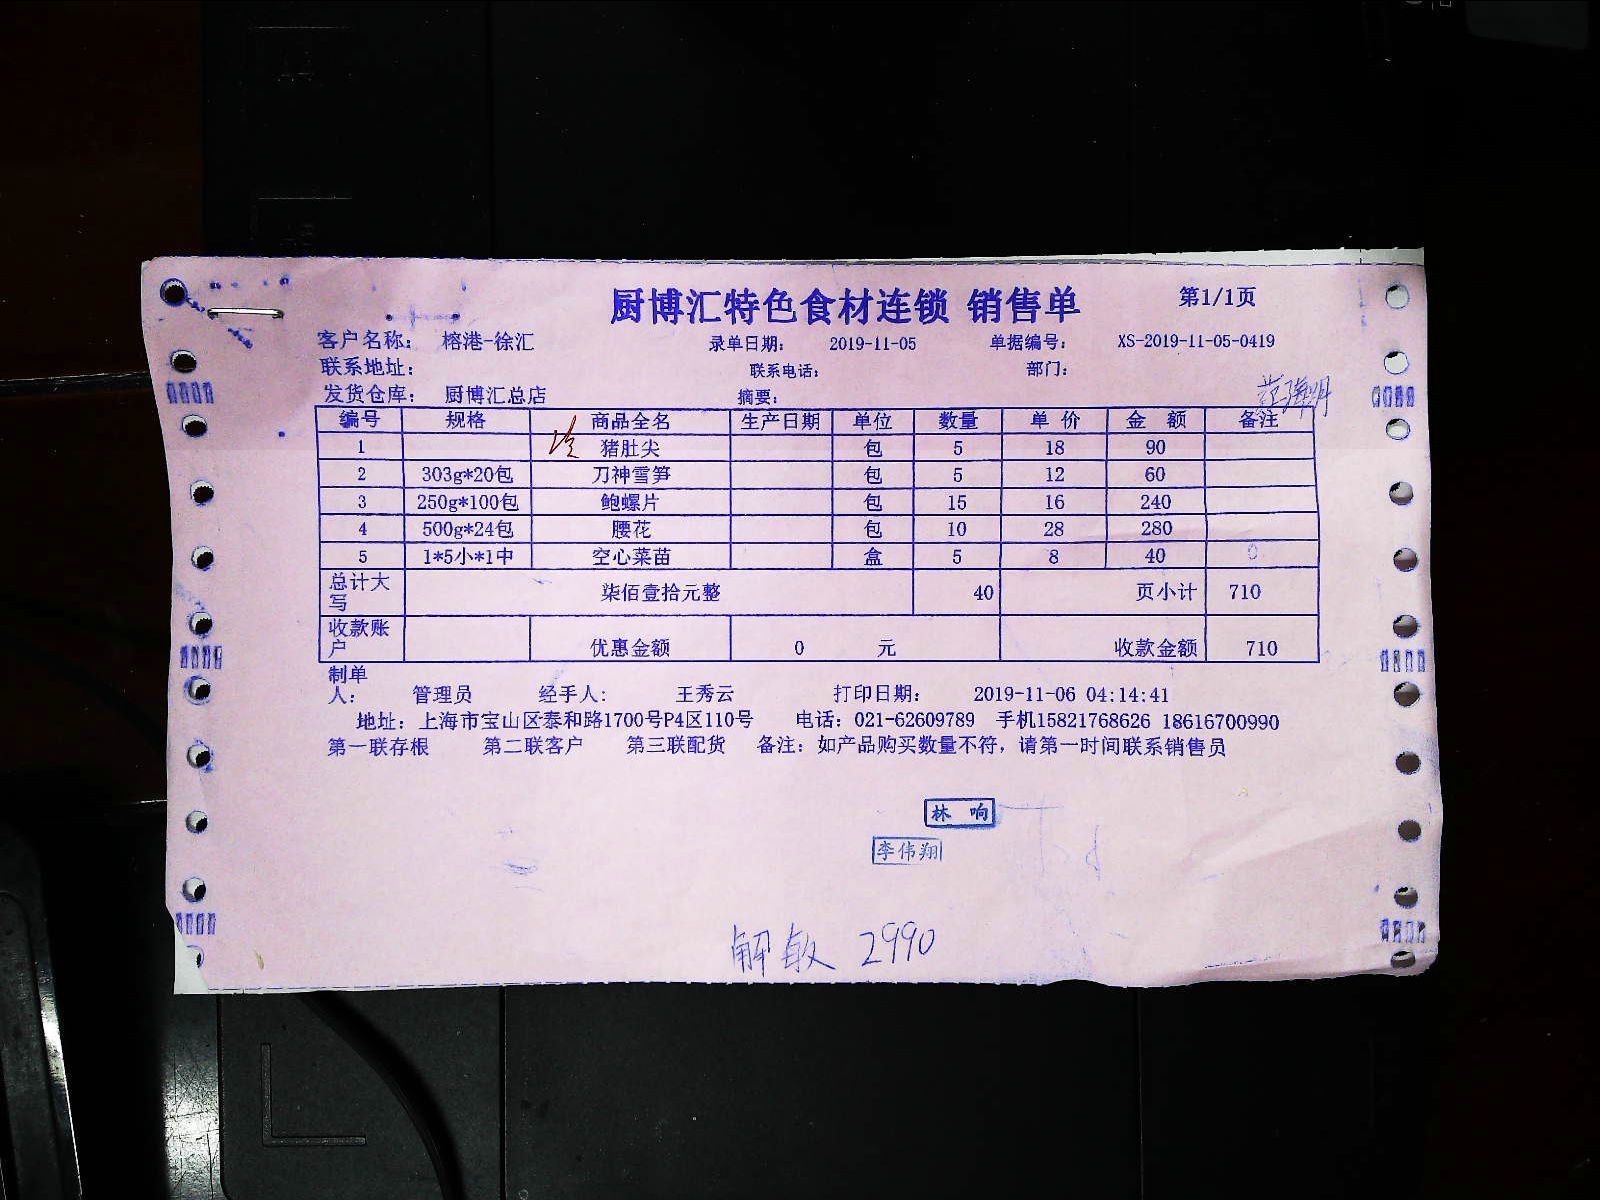 厨博汇特色食材连锁 销售单 第1/1页
客户名称： 榕港-徐汇 录单日期： 2019-11-05 单据编号： XS-2019-11-05-0419
联系地址： 联系电话： 部门：
发货仓库： 厨博汇总店 摘要：
编号 规格 商品全名 生产日期 单位 数量 单 价 金 额 备注
1 猪肚尖 包 5 18 90
2 303g*20包 刀神雪笋 包 5 12 60
3 250g*100包 鲍螺片 包 15 16 240
4 500g*24包 腰花 包 10 28 280
5 1*5小*1中 空心菜苗 盒 5 8 40 0
总计大写 柒佰壹拾元整 40 页小计 710
收款账户 优惠金额 0 元 收款金额 710
制单人： 管理员 经手人: 王秀云 打印日期： 2019-11-06 04:14:41
地址：上海市宝山区泰和路1700号P4区110号 电话：021-62609789 手机15821768626 18616700990
第一联存根 第二联客户 第三联配货 备注：如产品购买数量不符，请第一时间联系销售员
林 响
李伟翔
解敏 2990